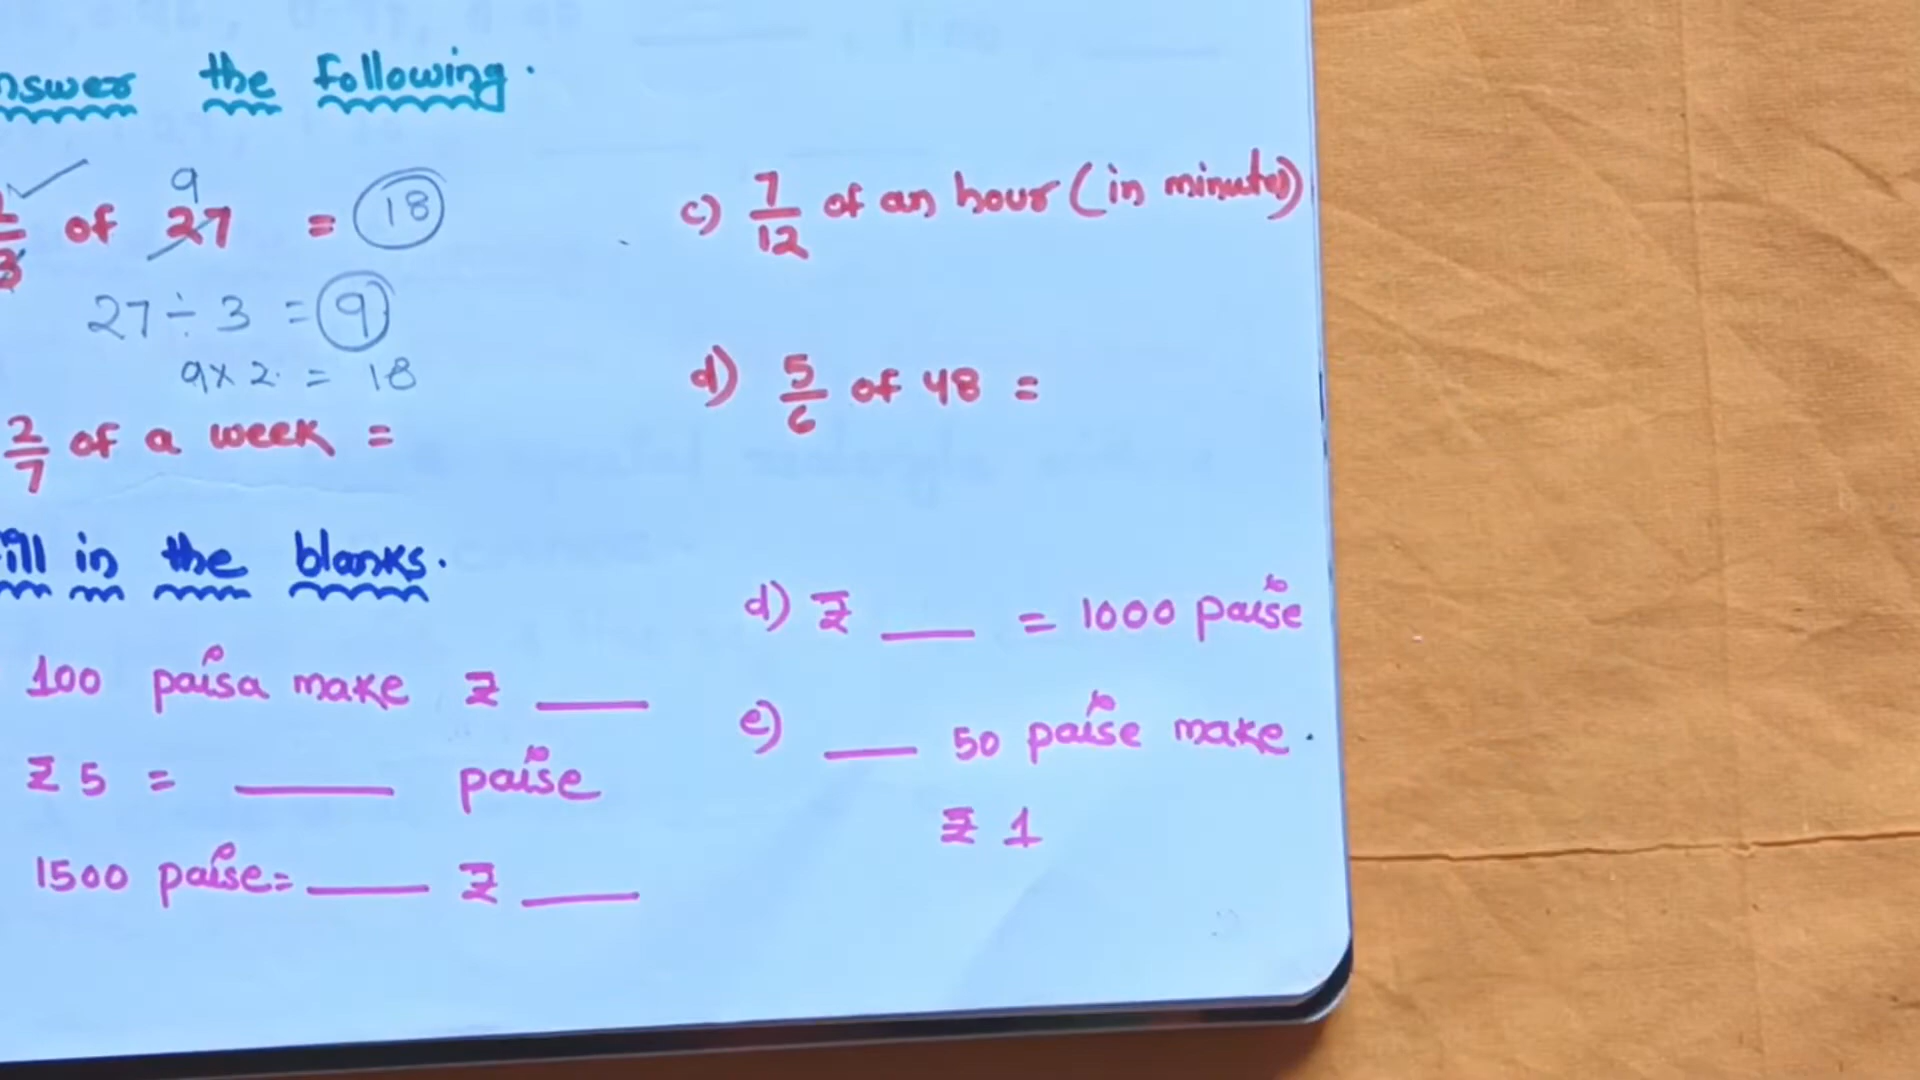 nswer the following.
of 27 = 18
9
3
27 ÷ 3 = 9
9 x 2 = 18
2/7 of a week =
c) 7/12 of an hour (in minutes)
d) 5/6 of 48 =
ill in the blanks.
100 paisa make ₹ ___
₹ 5 = ___ paise
1500 paise = ___ ₹ ___
d) ₹ ___ = 1000 paise
e) ___ 50 paise make
₹ 1